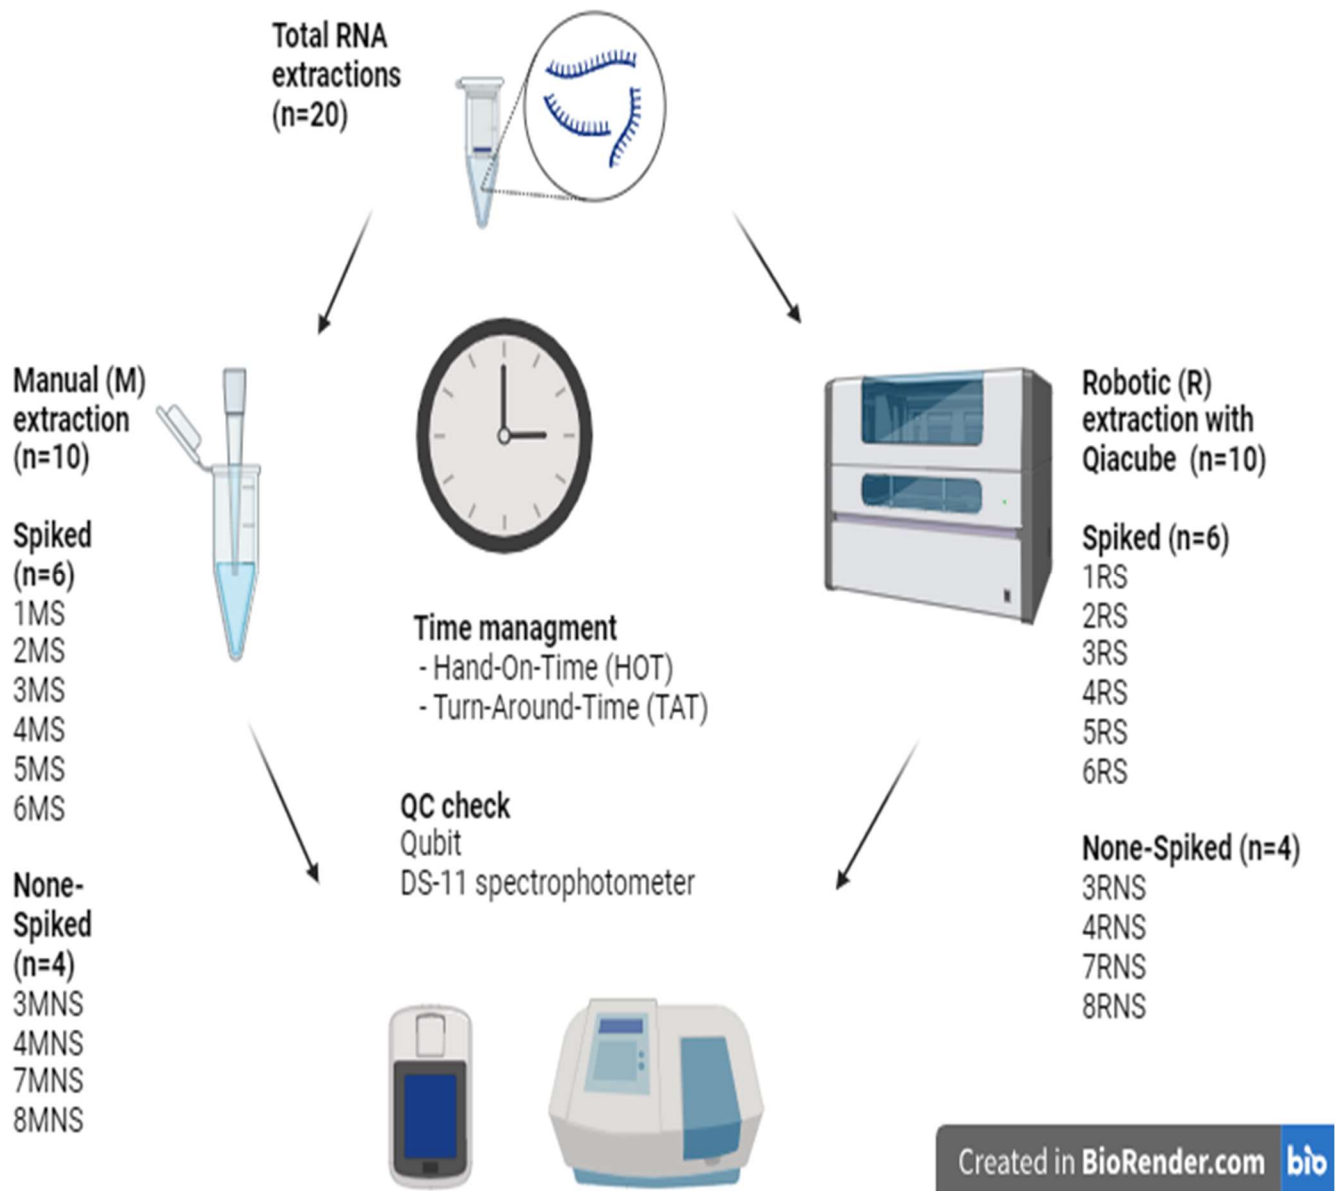 Total RNA
extractions
(n=20)
Manual (M)
extraction
(n=10)
Spiked
(n=6)
1MS
2MS
3MS
4MS
5MS
6MS
None-
Spiked
(n=4)
3MNS
4MNS
7MNS
8MNS
Time managment
- Hand-On-Time (HOT)
- Turn-Around-Time (TAT)
QC check
Qubit
DS-11 spectrophotometer
Robotic (R)
extraction with
Qiacube (n=10)
Spiked (n=6)
1RS
2RS
3RS
4RS
5RS
6RS
None-Spiked (n=4)
3RNS
4RNS
7RNS
8RNS
Created in BioRender.com bio